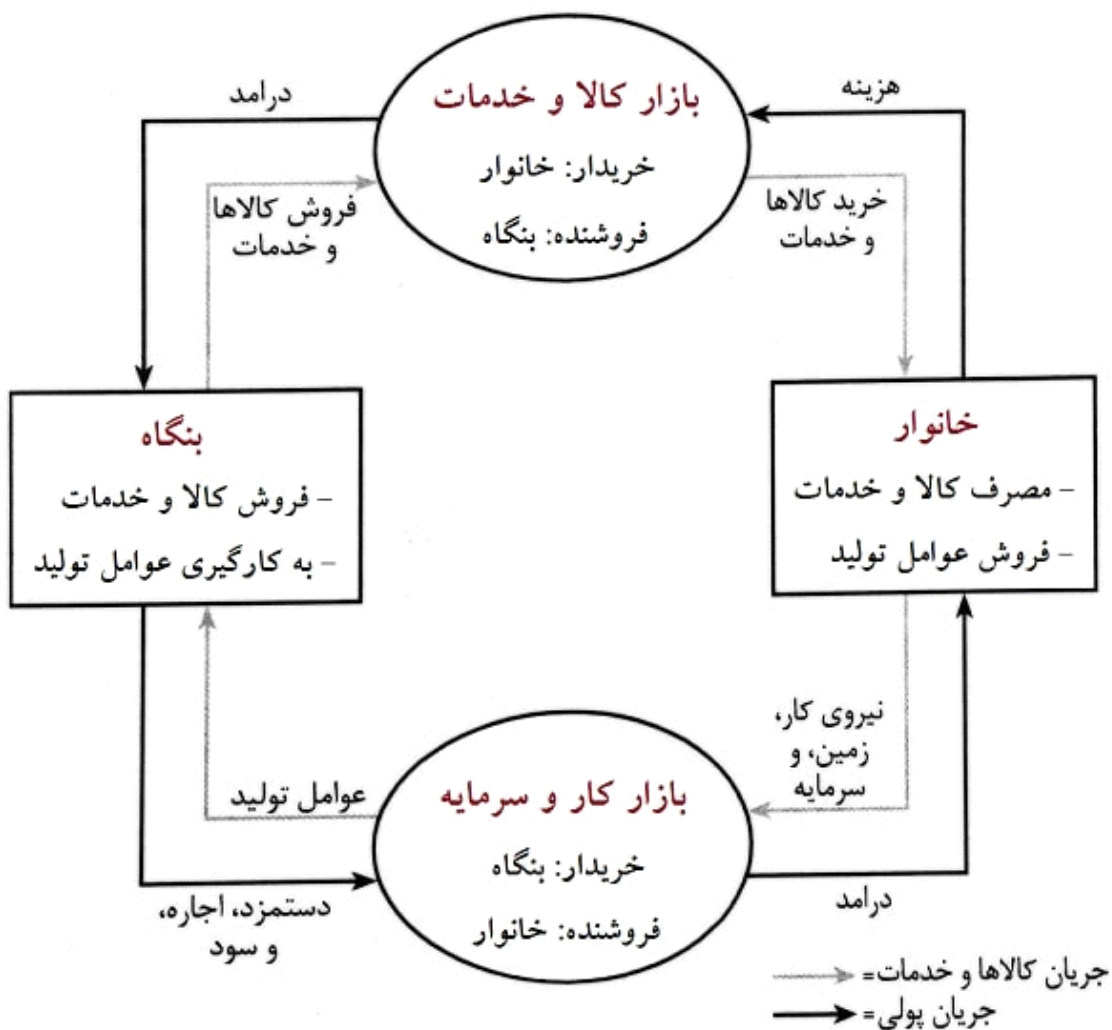 درامد
هزینه
بازار کالا و خدمات
خریدار: خانوار
فروشنده: بنگاه
خرید کالاها
و خدمات
فروش کالاها
و خدمات
خانوار
– مصرف کالا و خدمات
– فروش عوامل تولید
بنگاه
– فروش کالا و خدمات
– به کارگیری عوامل تولید
نیروی کار،
زمین، و
سرمایه
عوامل تولید
بازار کار و سرمایه
خریدار: بنگاه
فروشنده: خانوار
درامد
دستمزد، اجاره،
و سود
جریان کالاها و خدمات=
جریان پولی=